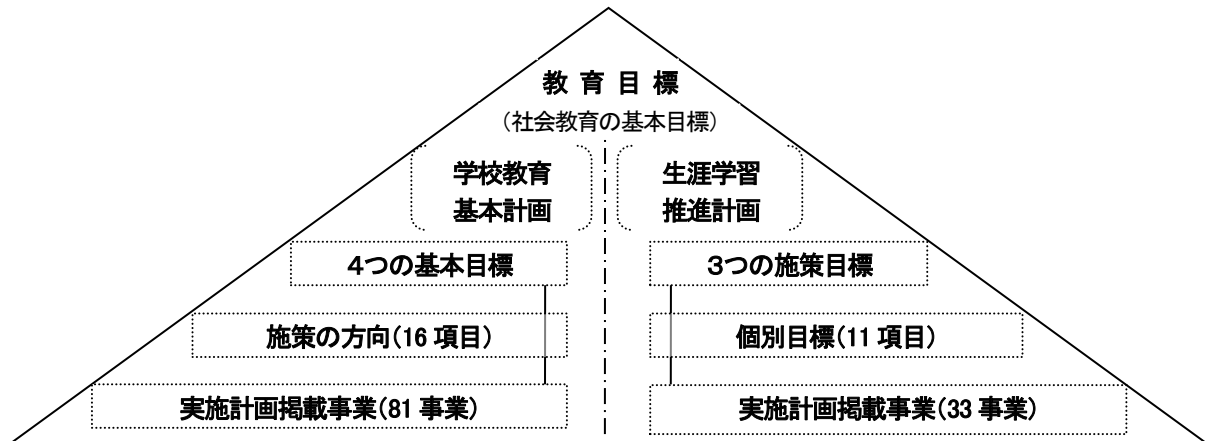 教育目標
（社会教育の基本目標）
学校教育
基本計画
生涯学習
推進計画
４つの基本目標
３つの施策目標
施策の方向（16 項目）
個別目標（11 項目）
実施計画掲載事業（81 事業）
実施計画掲載事業（33 事業）